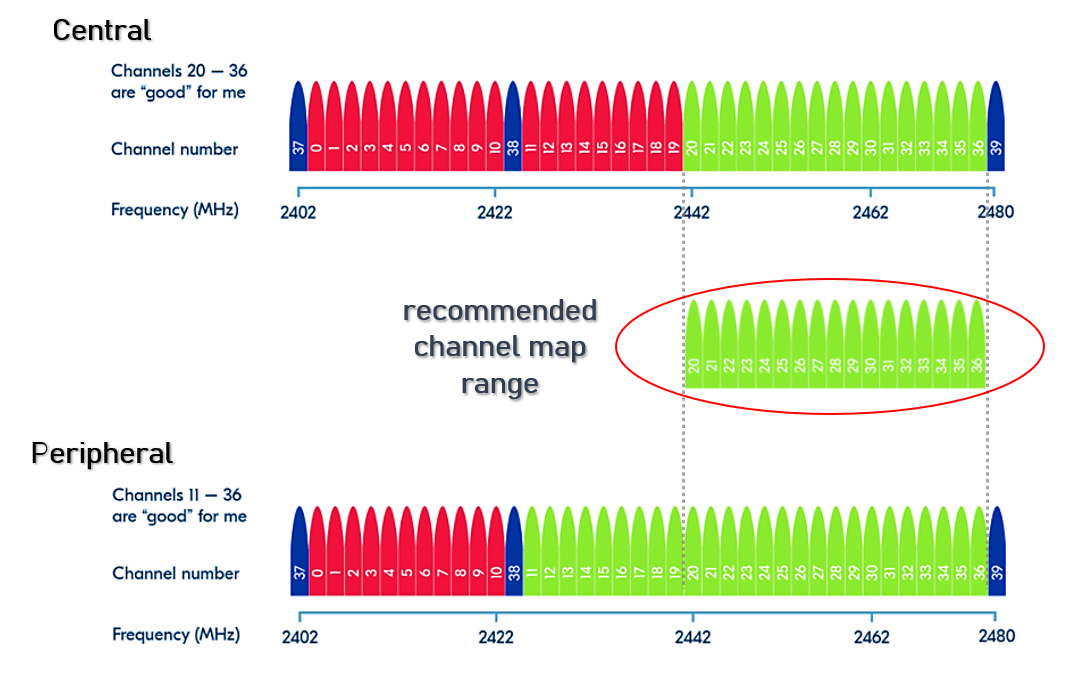 Central
Channels 20 – 36
are “good” for me
Channel number
37 0 1 2 3 4 5 6 7 8 9 10 38 11 12 13 14 15 16 17 18 19 20 21 22 23 24 25 26 27 28 29 30 31 32 33 34 35 36 39
Frequency (MHz)
2402 2422 2442 2462 2480
recommended
channel map
range
20 21 22 23 24 25 26 27 28 29 30 31 32 33 34 35 36
Peripheral
Channels 11 – 36
are “good” for me
Channel number
37 0 1 2 3 4 5 6 7 8 9 10 38 11 12 13 14 15 16 17 18 19 20 21 22 23 24 25 26 27 28 29 30 31 32 33 34 35 36 39
Frequency (MHz)
2402 2422 2442 2462 2480